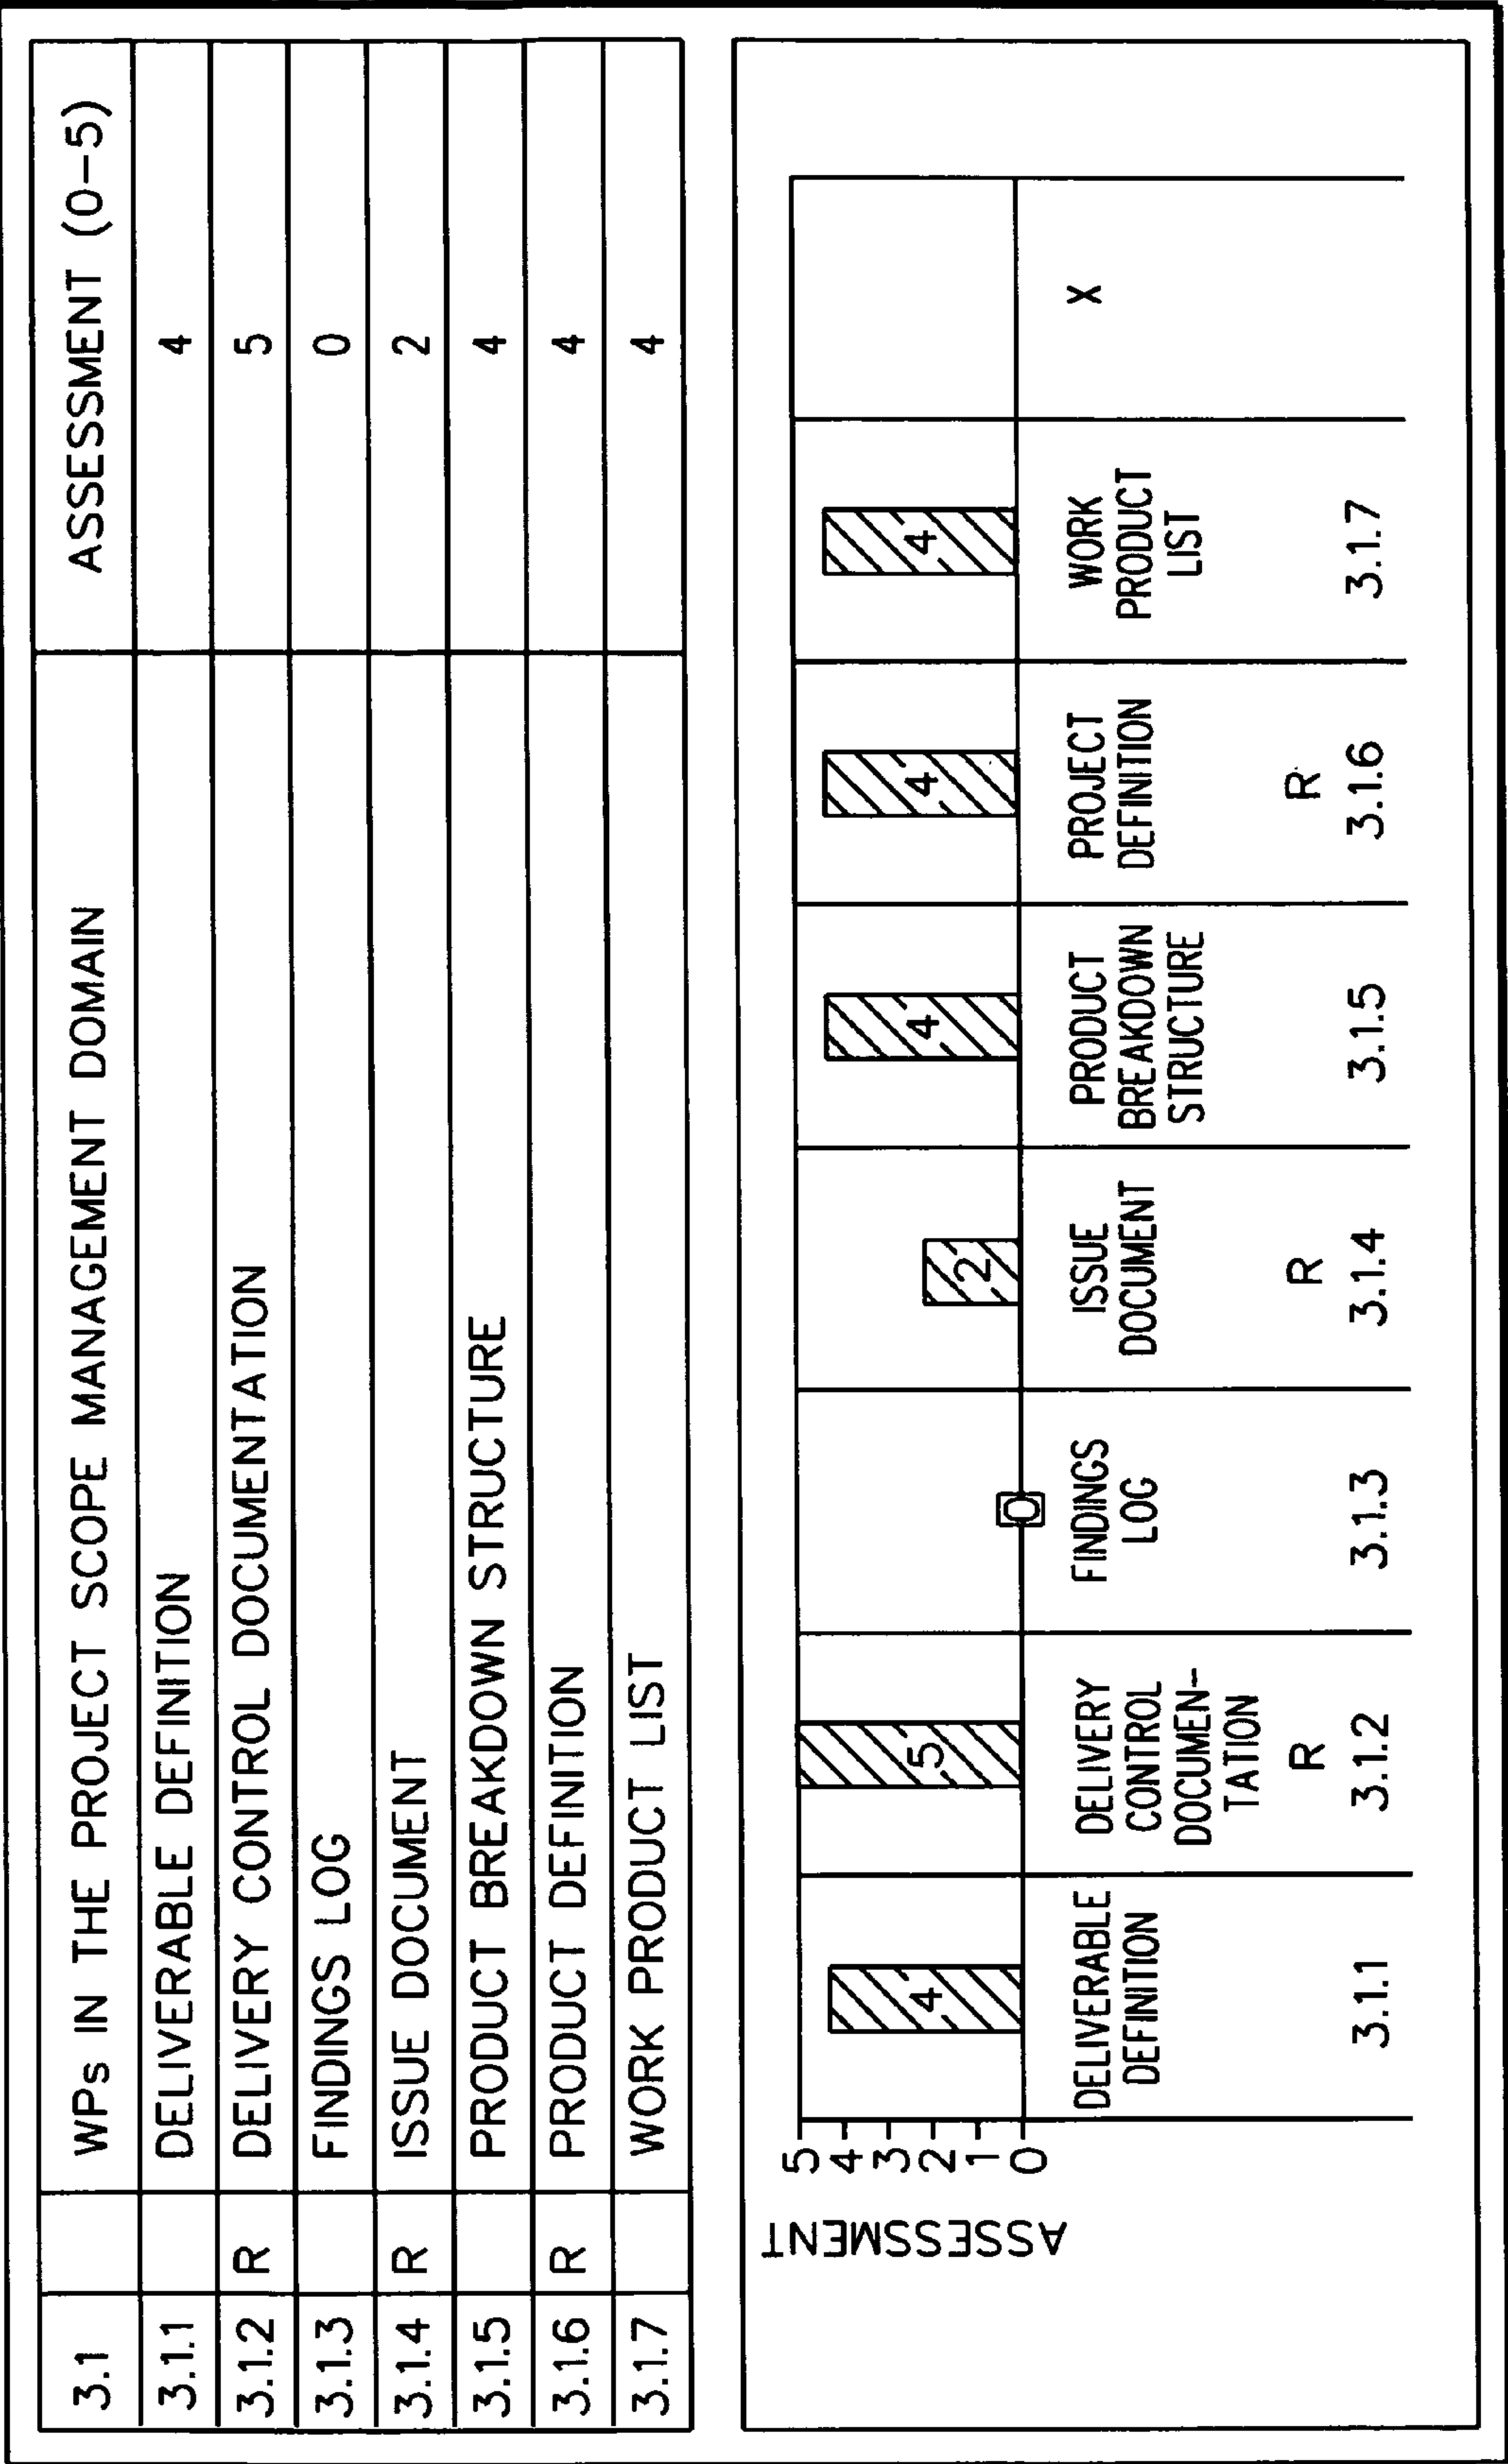 3.1 WPs IN THE PROJECT SCOPE MANAGEMENT DOMAIN ASSESSMENT (0-5)
3.1.1 DELIVERABLE DEFINITION 4
3.1.2 R DELIVERY CONTROL DOCUMENTATION 5
3.1.3 FINDINGS LOG 0
3.1.4 R ISSUE DOCUMENT 2
3.1.5 PRODUCT BREAKDOWN STRUCTURE 4
3.1.6 R PRODUCT DEFINITION 4
3.1.7 WORK PRODUCT LIST 4
ASSESSMENT
5
4
3
2
1
0
4
5
0
2
4
4
4
DELIVERABLE
DEFINITION
3.1.1
DELIVERY
CONTROL
DOCUMEN-
TATION
R
3.1.2
FINDINGS
LOG
3.1.3
ISSUE
DOCUMENT
R
3.1.4
PRODUCT
BREAKDOWN
STRUCTURE
3.1.5
PROJECT
DEFINITION
R
3.1.6
WORK
PRODUCT
LIST
3.1.7
X